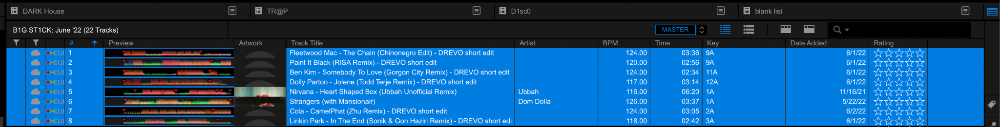 DARK House TR@P D1sc0 blank list
B1G ST1CK: June '22 (22 Tracks) MASTER
# Preview Artwork Track Title Artist BPM Time Key Date Added Rating
CUE 1 Fleetwood Mac - The Chain (Chinonegro Edit) - DREVO short edit 124.00 03:36 9A 6/1/22
CUE 2 Paint It Black (RISA Remix) - DREVO short edit 120.00 02:56 9A 6/1/22
CUE 3 Ben Kim - Somebody To Love (Gorgon City Remix) - DREVO short edit 124.00 02:34 11A 6/1/22
CUE 4 Dolly Parton - Jolene (Todd Terje Remix) - DREVO short edit 117.00 03:14 12A 6/1/22
CUE 5 Nirvana - Heart Shaped Box (Ubbah Unofficial Remix) Ubbah 116.00 06:20 1A 11/16/21
CUE 6 Strangers (with Mansionair) Dom Dolla 126.00 03:37 1A 5/22/22
CUE 7 Cola - CamelPhat (Zhu Remix) - DREVO short edit 124.00 03:05 2A 6/2/22
CUE 8 Linkin Park - In The End (Sonik & Gon Haziri Remix) - DREVO short edi 118.00 02:42 3A 6/1/22